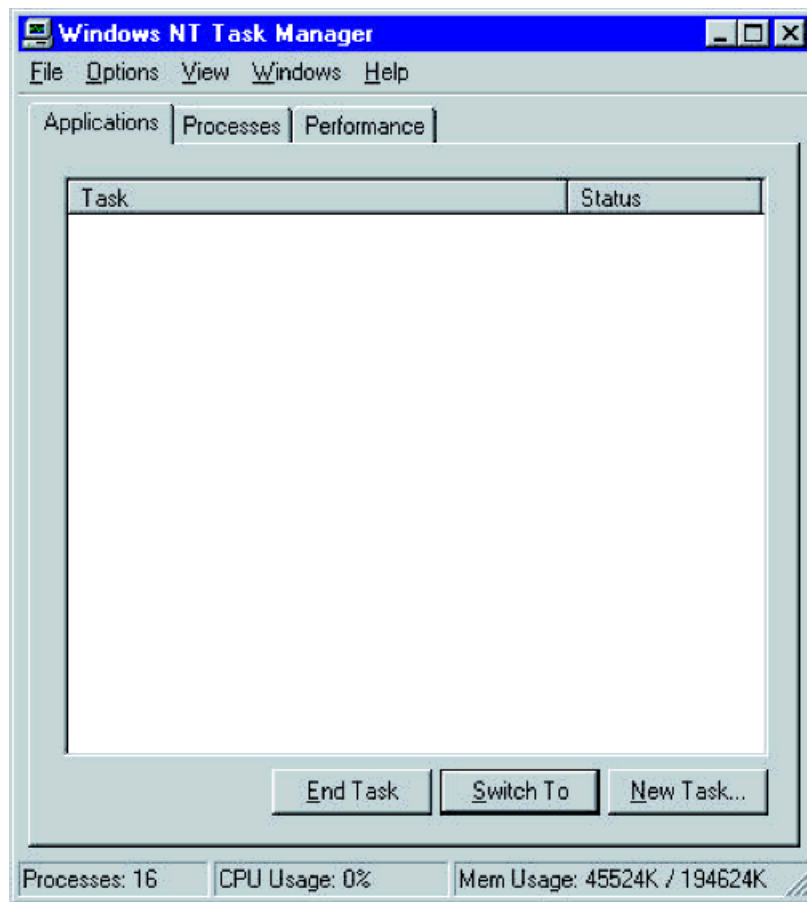 Windows NT Task Manager
File Options View Windows Help
Applications Processes Performance
Task Status
End Task Switch To New Task...
Processes: 16 CPU Usage: 0% Mem Usage: 45524K / 194624K